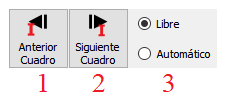 Anterior
Cuadro
Siguiente
Cuadro
Libre
Automático
1 2 3